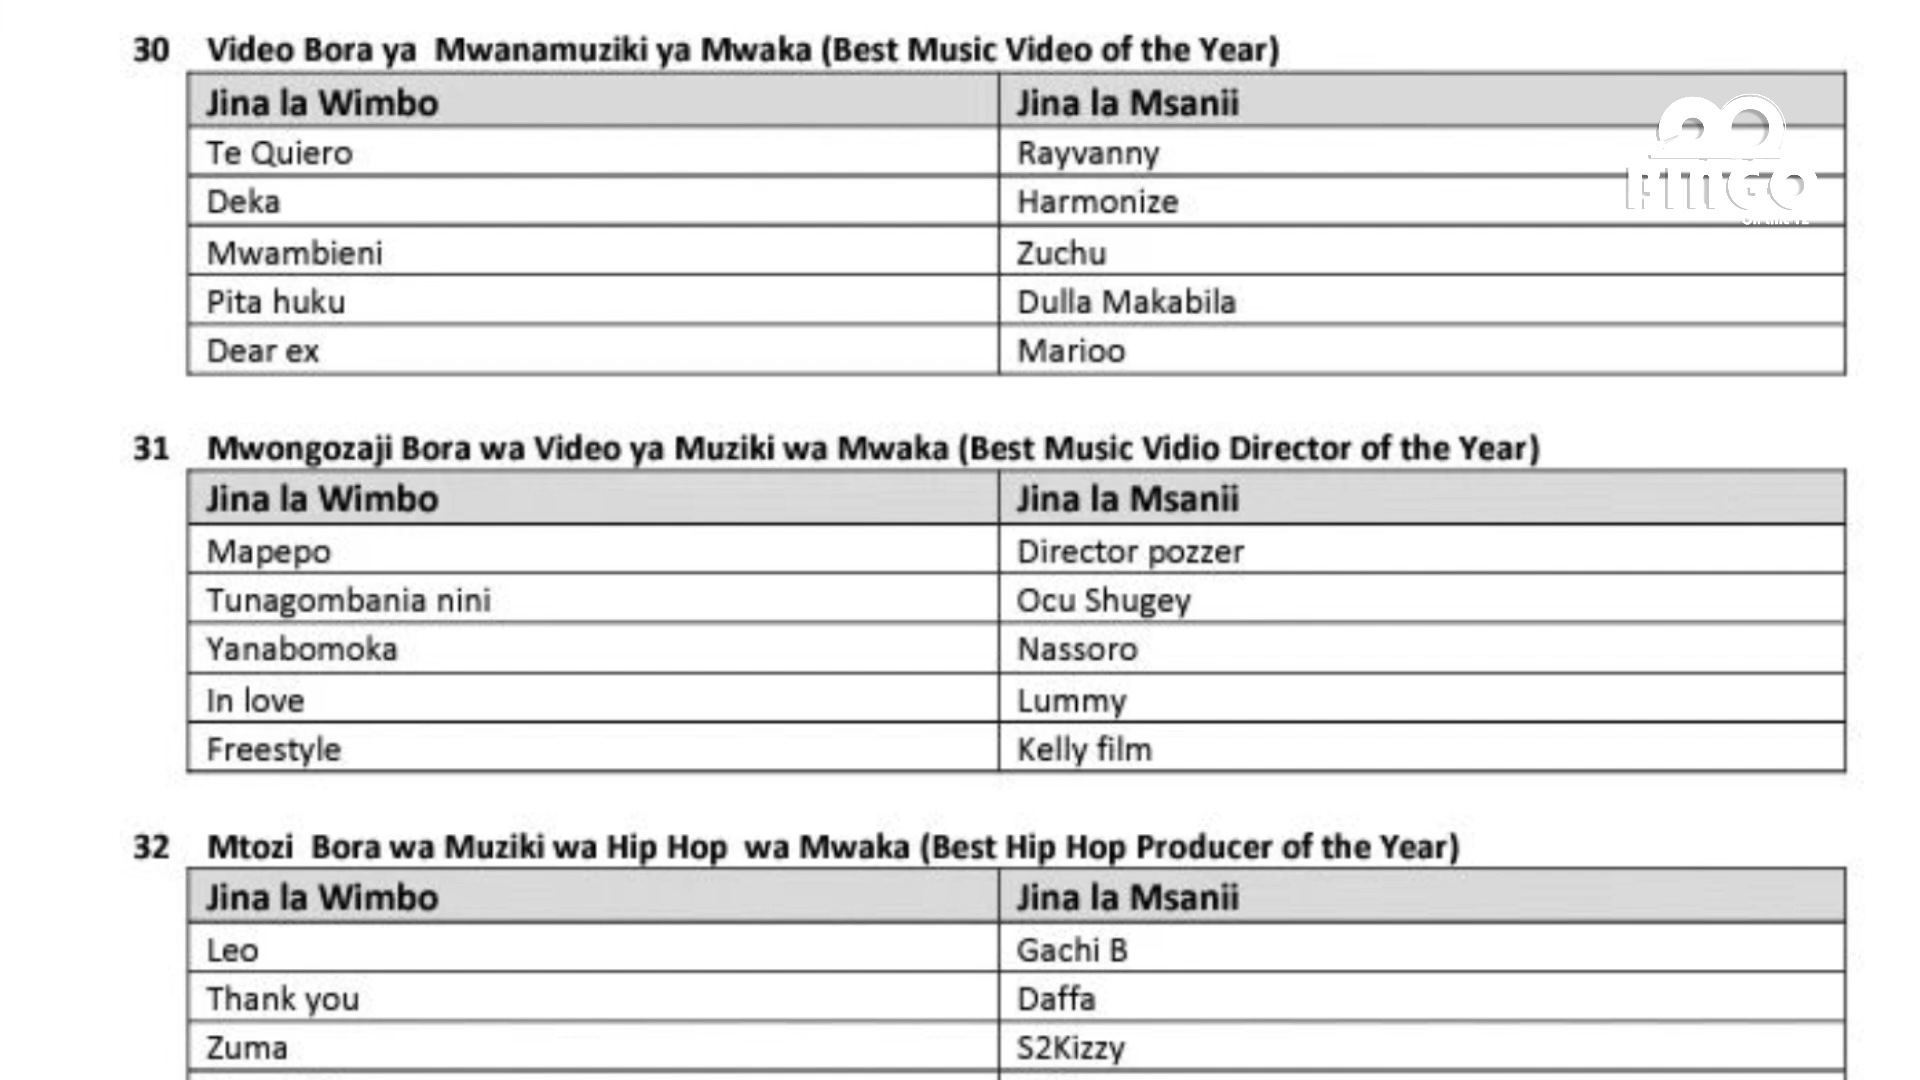 30 Video Bora ya Mwanamuziki ya Mwaka (Best Music Video of the Year)
Jina la Wimbo Jina la Msanii
Te Quiero Rayvanny
Deka Harmonize
Mwambieni Zuchu
Pita huku Dulla Makabila
Dear ex Marioo
31 Mwongozaji Bora wa Video ya Muziki wa Mwaka (Best Music Vidio Director of the Year)
Jina la Wimbo Jina la Msanii
Mapepo Director pozzer
Tunagombania nini Ocu Shugey
Yanabomoka Nassoro
In love Lummy
Freestyle Kelly film
32 Mtozi Bora wa Muziki wa Hip Hop wa Mwaka (Best Hip Hop Producer of the Year)
Jina la Wimbo Jina la Msanii
Leo Gachi B
Thank you Daffa
Zuma S2Kizzy